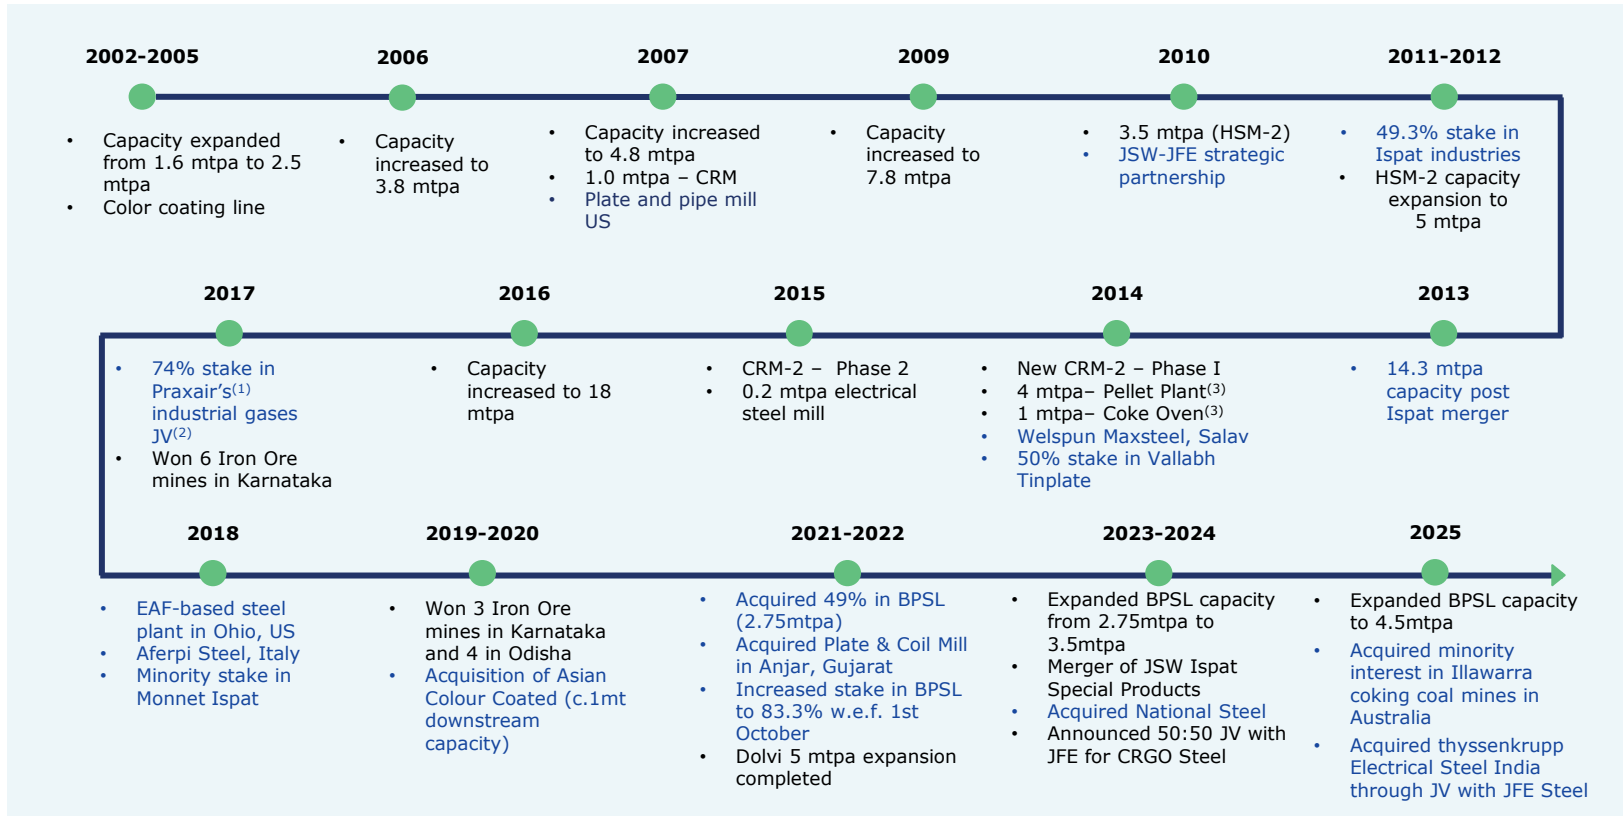 2002-2005
• Capacity expanded
from 1.6 mtpa to 2.5
mtpa
• Color coating line
2006
• Capacity
increased to
3.8 mtpa
2007
• Capacity increased
to 4.8 mtpa
• 1.0 mtpa – CRM
• Plate and pipe mill
US
2009
• Capacity
increased to
7.8 mtpa
2010
• 3.5 mtpa (HSM-2)
• JSW-JFE strategic
partnership
2011-2012
• 49.3% stake in
Ispat industries
• HSM-2 capacity
expansion to
5 mtpa
2017
• 74% stake in
Praxair’s(1)
industrial gases
JV(2)
• Won 6 Iron Ore
mines in Karnataka
2016
• Capacity
increased to 18
mtpa
2015
• CRM-2 – Phase 2
• 0.2 mtpa electrical
steel mill
2014
• New CRM-2 – Phase I
• 4 mtpa– Pellet Plant(3)
• 1 mtpa– Coke Oven(3)
• Welspun Maxsteel, Salav
• 50% stake in Vallabh
Tinplate
2013
• 14.3 mtpa
capacity post
Ispat merger
2018
• EAF-based steel
plant in Ohio, US
• Aferpi Steel, Italy
• Minority stake in
Monnet Ispat
2019-2020
• Won 3 Iron Ore
mines in Karnataka
and 4 in Odisha
• Acquisition of Asian
Colour Coated (c.1mt
downstream
capacity)
2021-2022
• Acquired 49% in BPSL
(2.75mtpa)
• Acquired Plate & Coil Mill
in Anjar, Gujarat
• Increased stake in BPSL
to 83.3% w.e.f. 1st
October
• Dolvi 5 mtpa expansion
completed
2023-2024
• Expanded BPSL capacity
from 2.75mtpa to
3.5mtpa
• Merger of JSW Ispat
Special Products
• Acquired National Steel
• Announced 50:50 JV with
JFE for CRGO Steel
2025
• Expanded BPSL capacity
to 4.5mtpa
• Acquired minority
interest in Illawarra
coking coal mines in
Australia
• Acquired thyssenkrupp
Electrical Steel India
through JV with JFE Steel